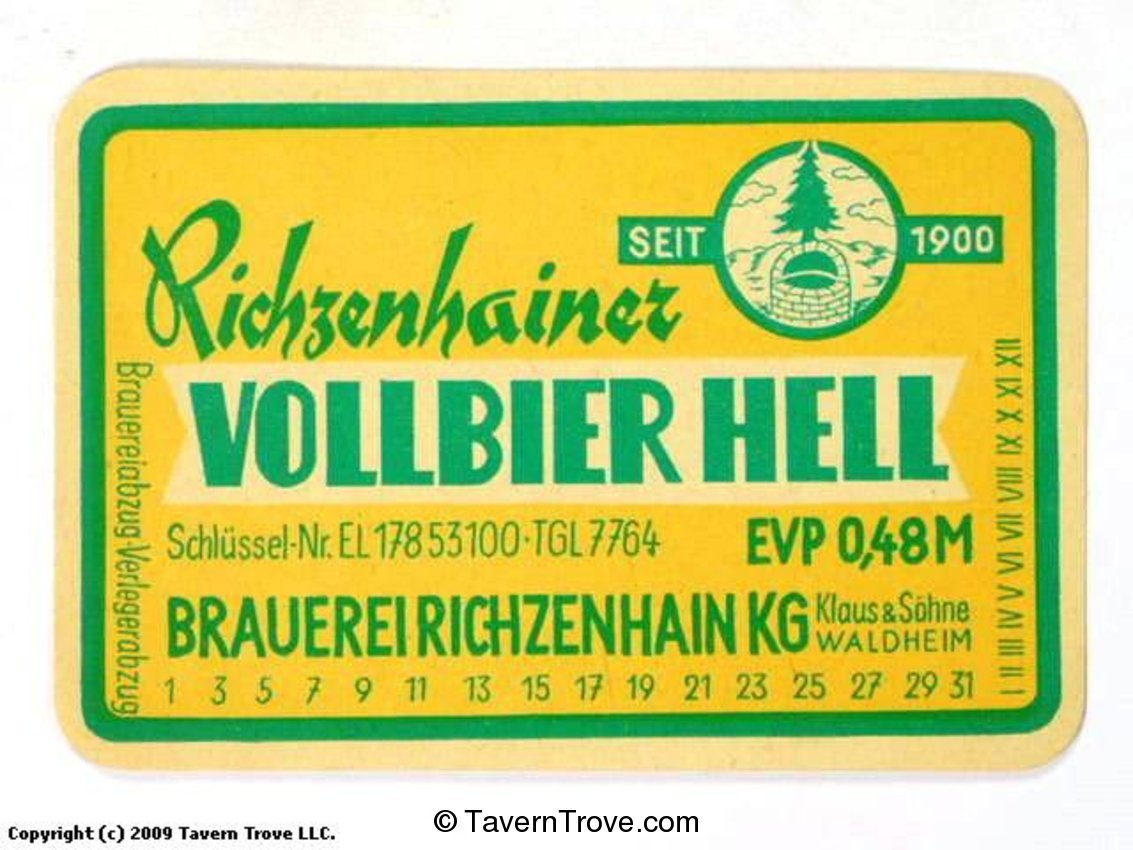 SEIT 1900
Richzenhainer
VOLLBIER HELL
Schlüssel-Nr. EL 178 53 100 · TGL 7764
EVP 0,48 M
BRAUEREI RICHZENHAIN KG
Klaus & Söhne
WALDHEIM
1 3 5 7 9 11 13 15 17 19 21 23 25 27 29 31
Brauereiabzug-Verlegerabzug
I II III IV V VI VII VIII IX X XI XII
Copyright (c) 2009 Tavern Trove LLC.
© TavernTrove.com